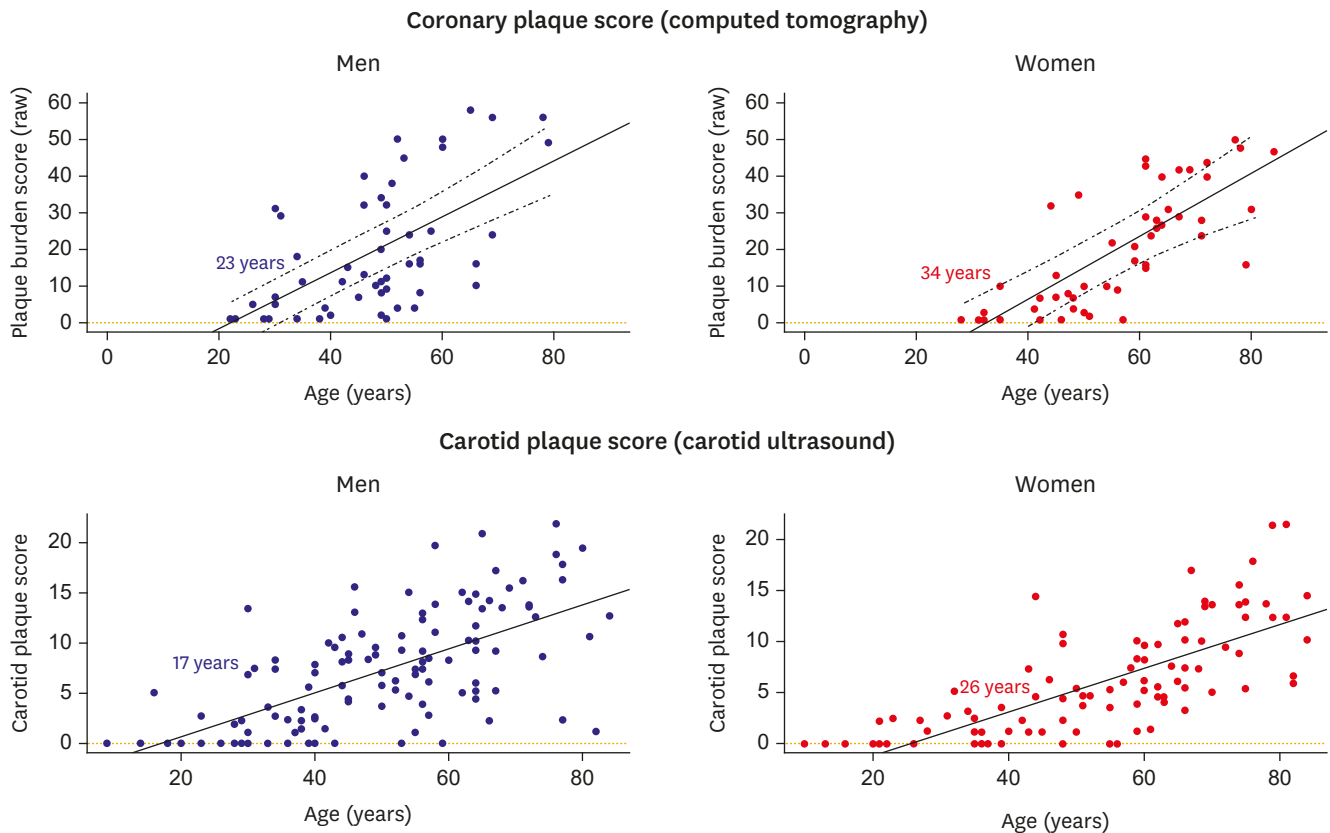 Coronary plaque score (computed tomography)
Men
Plaque burden score (raw)
60
50
40
30
20
10
0
23 years
0 20 40 60 80
Age (years)
Women
Plaque burden score (raw)
60
50
40
30
20
10
0
34 years
0 20 40 60 80
Age (years)
Carotid plaque score (carotid ultrasound)
Men
Carotid plaque score
20
15
10
5
0
17 years
20 40 60 80
Age (years)
Women
Carotid plaque score
20
15
10
5
0
26 years
20 40 60 80
Age (years)